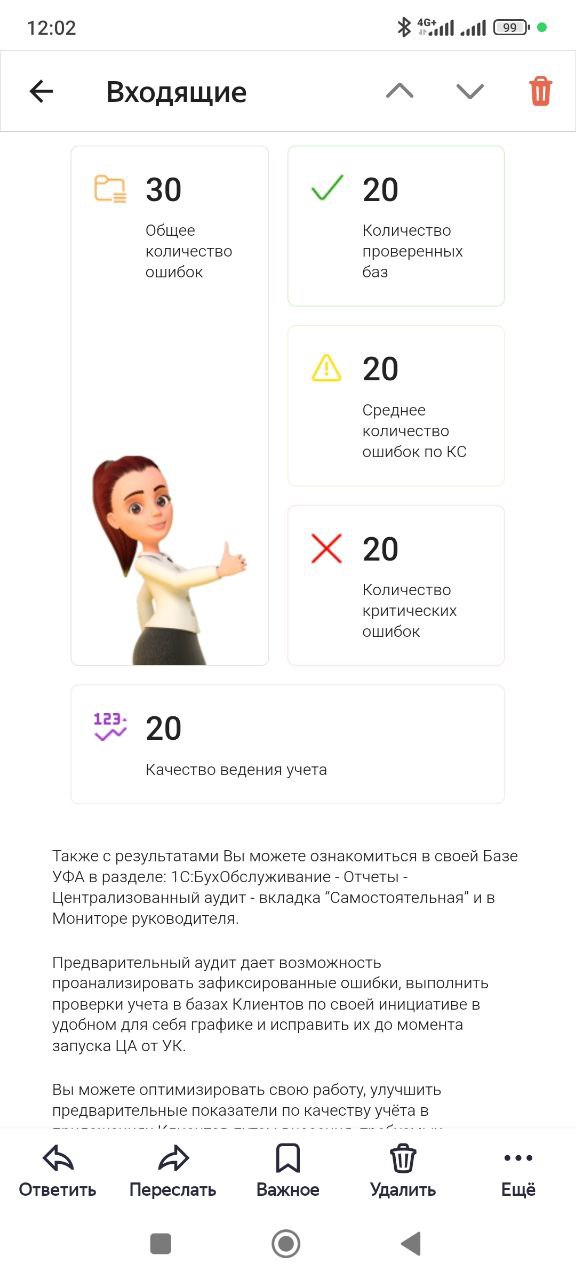 12:02
4G+
99
Входящие
30
Общее
количество
ошибок
20
Количество
проверенных
баз
20
Среднее
количество
ошибок по КС
20
Количество
критических
ошибок
123
20
Качество ведения учета
Также с результатами Вы можете ознакомиться в своей Базе
УФА в разделе: 1С:БухОбслуживание - Отчеты -
Централизованный аудит - вкладка “Самостоятельная” и в
Мониторе руководителя.
Предварительный аудит дает возможность
проанализировать зафиксированные ошибки, выполнить
проверки учета в базах Клиентов по своей инициативе в
удобном для себя графике и исправить их до момента
запуска ЦА от УК.
Вы можете оптимизировать свою работу, улучшить
предварительные показатели по качеству учёта в
Ответить
Переслать
Важное
Удалить
Ещё